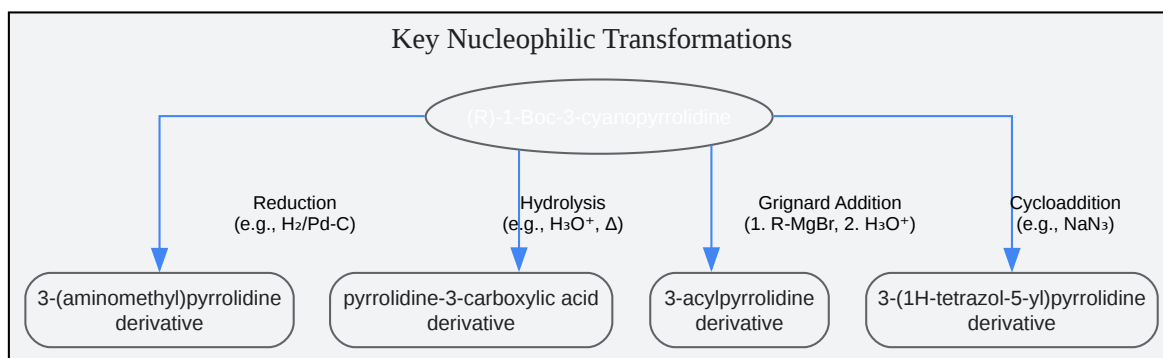 Key Nucleophilic Transformations
(R)-1-Boc-3-cyanopyrrolidine
Reduction
(e.g., H₂/Pd-C)
Hydrolysis
(e.g., H₃O⁺, Δ)
Grignard Addition
(1. R-MgBr, 2. H₃O⁺)
Cycloaddition
(e.g., NaN₃)
3-(aminomethyl)pyrrolidine
derivative
pyrrolidine-3-carboxylic acid
derivative
3-acylpyrrolidine
derivative
3-(1H-tetrazol-5-yl)pyrrolidine
derivative